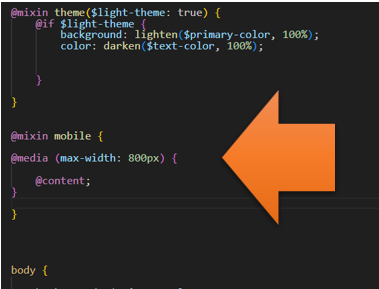 @mixin theme($light-theme: true) {
@if $light-theme {
background: lighten($primary-color, 100%);
color: darken($text-color, 100%);
}
}
@mixin mobile {
@media (max-width: 800px) {
@content;
}
}
body {